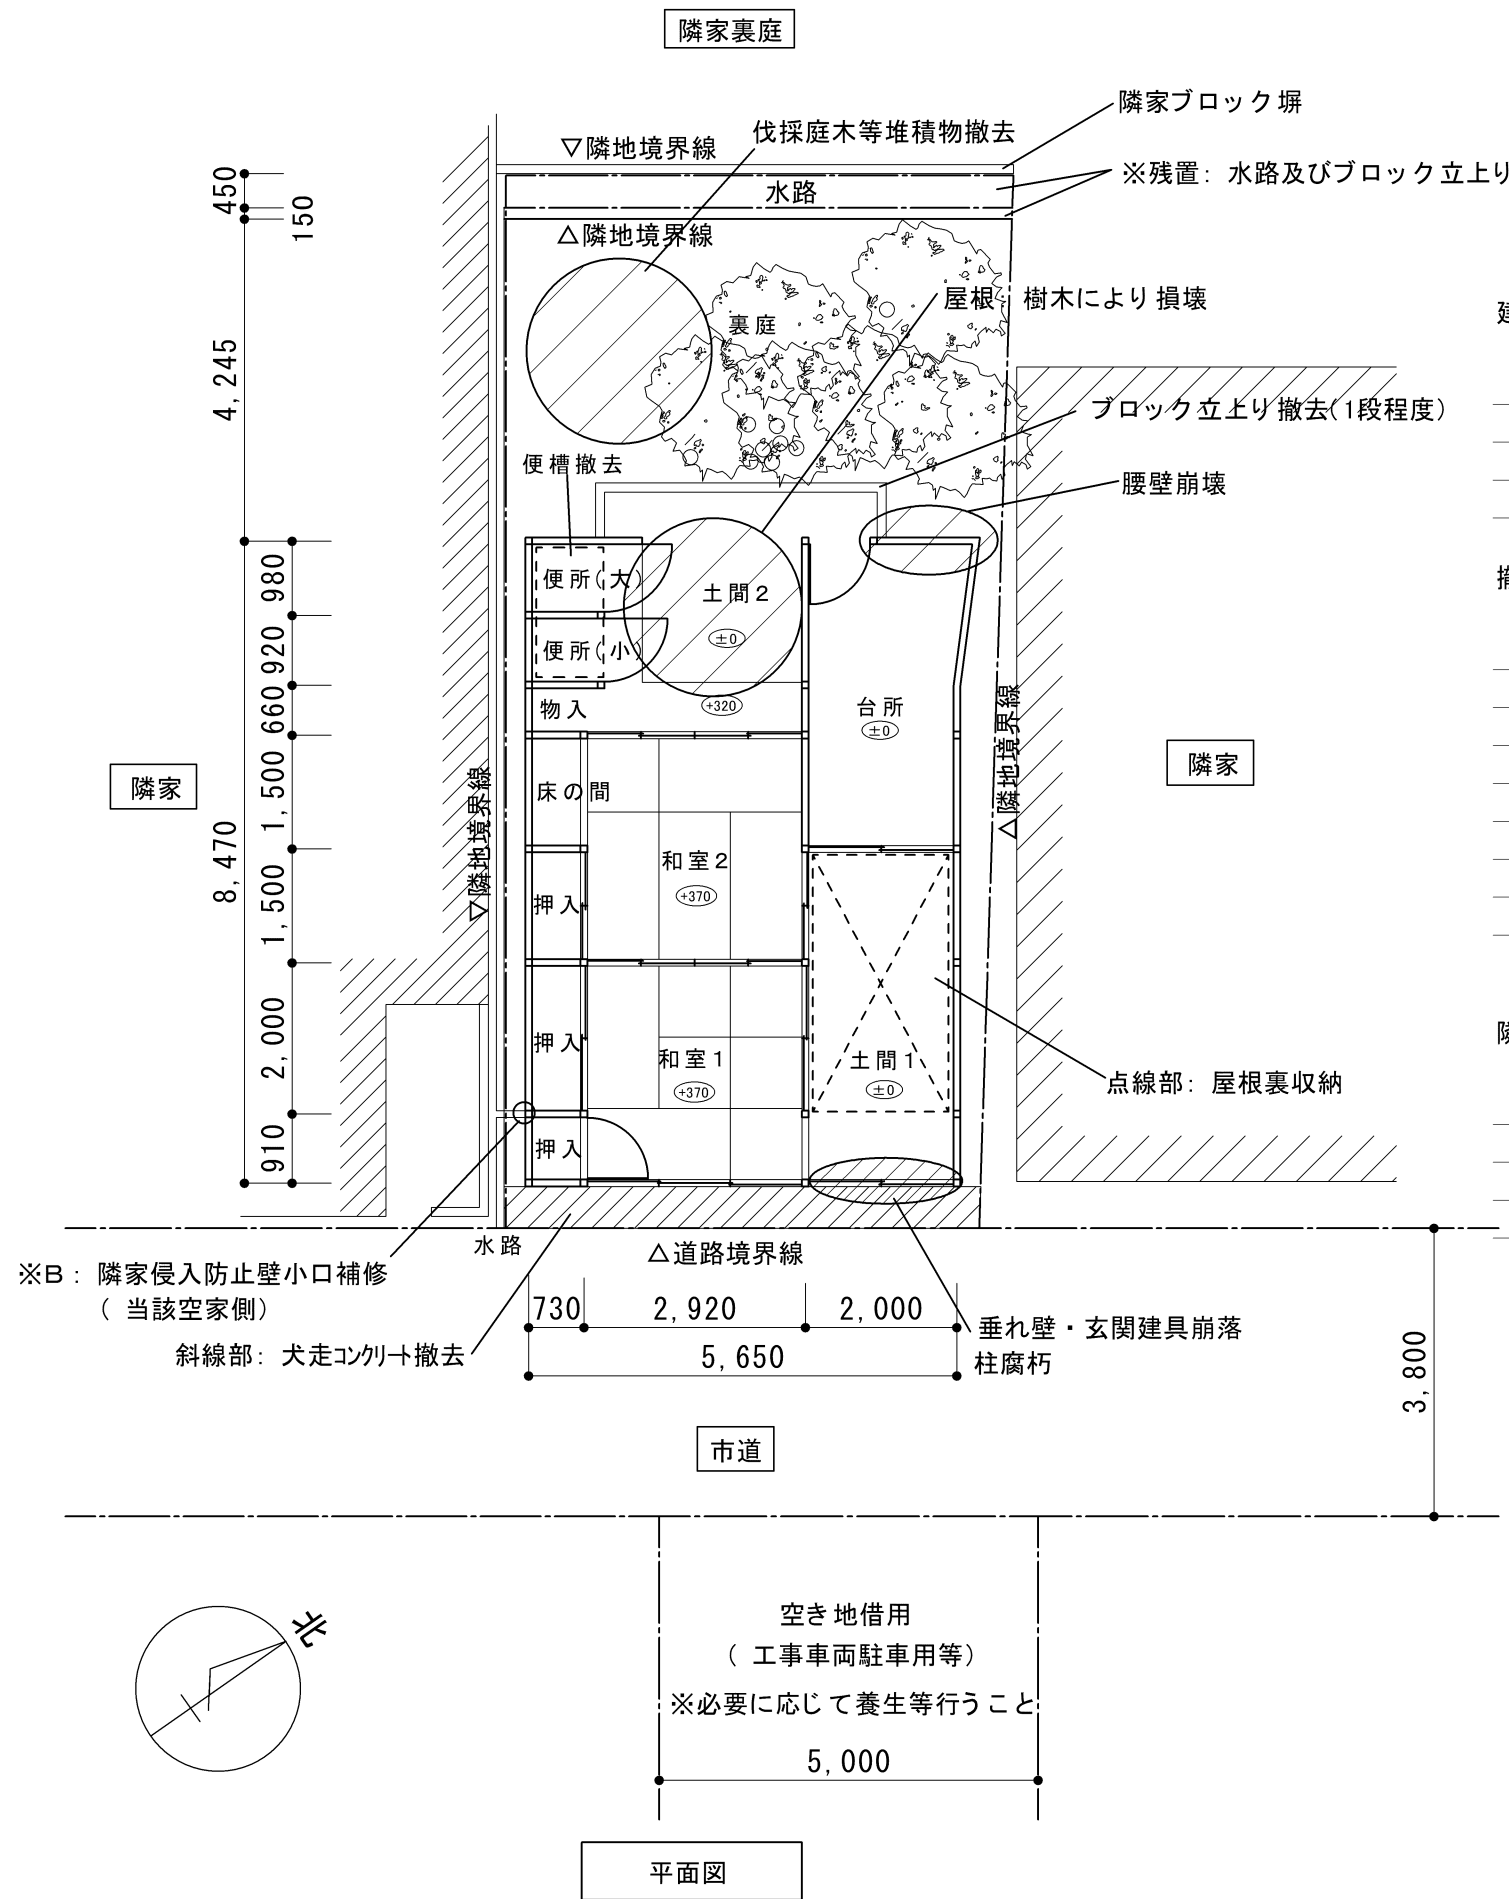 隣家裏庭
隣家ブロック塀
伐採庭木等堆積物撤去
▽隣地境界線
※残置：水路及びブロック立上り
水路
450
150
△隣地境界線
屋根：樹木により損壊
裏庭
4,245
ブロック立上り撤去(1段程度)
便槽撤去
腰壁崩壊
便所(大)
土間2
±0
便所(小)
物入
+320
台所
±0
980
920
660
1,500
1,500
2,000
910
8,470
隣家
▽隣地境界線
△隣地境界線
隣家
床の間
和室2
+370
押入
押入
和室1
+370
土間1
±0
点線部：屋根裏収納
押入
水路
△道路境界線
※B：隣家侵入防止壁小口補修
(当該空家側)
730
2,920
2,000
5,650
垂れ壁・玄関建具崩落
柱腐朽
斜線部：犬走コンクリート撤去
3,800
市道
北
空き地借用
(工事車両駐車用等)
※必要に応じて養生等行うこと
5,000
平面図